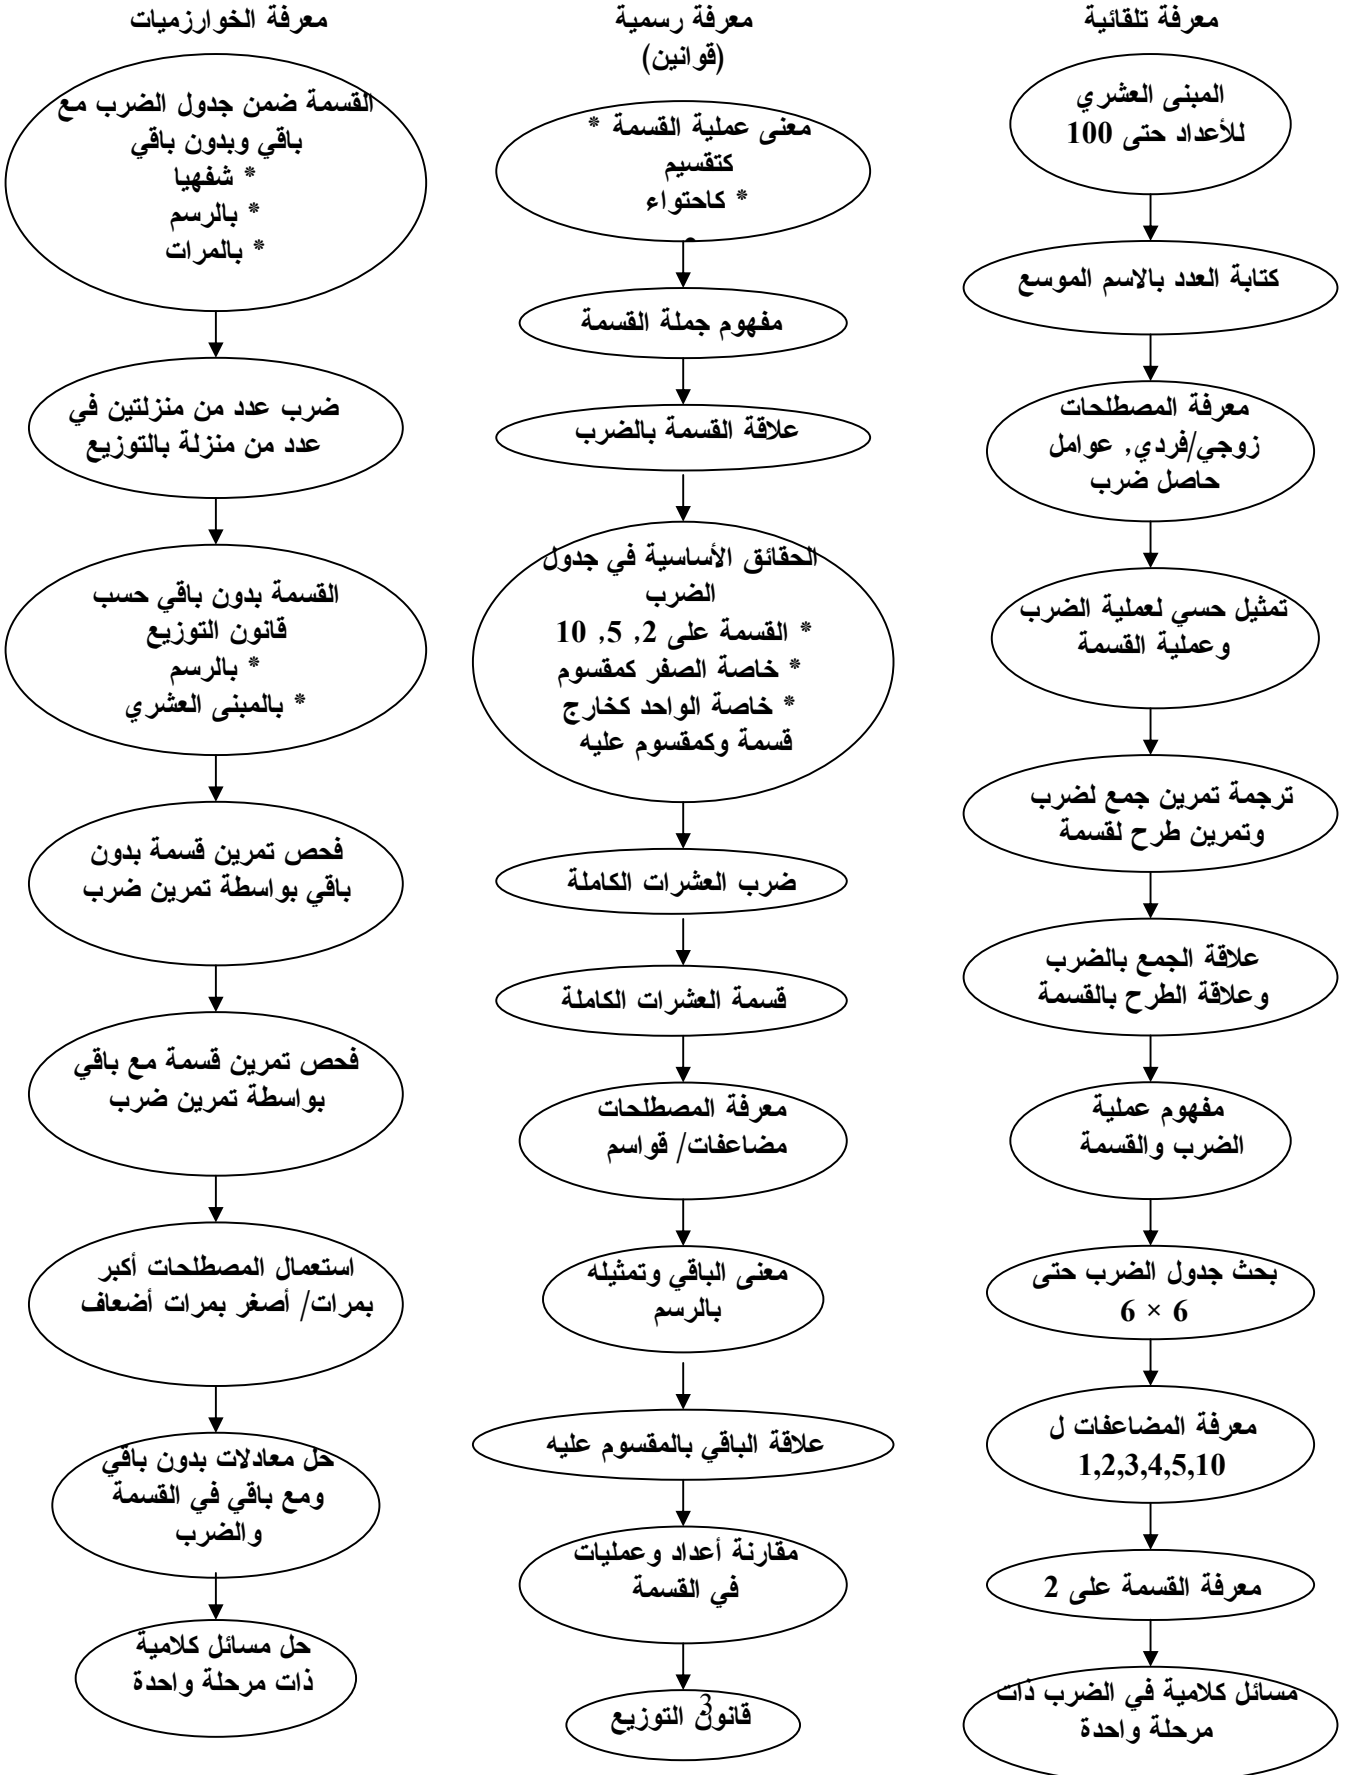 معرفة تلقائية
المبنى العشري
للأعداد حتى 100
كتابة العدد بالاسم الموسع
معرفة المصطلحات
زوجي/فردي, عوامل
حاصل ضرب
تمثيل حسي لعملية الضرب
وعملية القسمة
ترجمة تمرين جمع لضرب
وتمرين طرح لقسمة
علاقة الجمع بالضرب
وعلاقة الطرح بالقسمة
مفهوم عملية
الضرب والقسمة
بحث جدول الضرب حتى
6 × 6
معرفة المضاعفات ل
1,2,3,4,5,10
معرفة القسمة على 2
مسائل كلامية في الضرب ذات
مرحلة واحدة
معرفة رسمية
(قوانين)
معنى عملية القسمة *
كتقسيم
* كاحتواء
مفهوم جملة القسمة
علاقة القسمة بالضرب
الحقائق الأساسية في جدول
الضرب
* القسمة على 2, 5, 10
* خاصة الصفر كمقسوم
* خاصة الواحد كخارج
قسمة وكمقسوم عليه
ضرب العشرات الكاملة
قسمة العشرات الكاملة
معرفة المصطلحات
مضاعفات/ قواسم
معنى الباقي وتمثيله
بالرسم
علاقة الباقي بالمقسوم عليه
مقارنة أعداد وعمليات
في القسمة
قانون التوزيع
3
معرفة الخوارزميات
القسمة ضمن جدول الضرب مع
باقي وبدون باقي
* شفهيا
* بالرسم
* بالمرات
ضرب عدد من منزلتين في
عدد من منزلة بالتوزيع
القسمة بدون باقي حسب
قانون التوزيع
* بالرسم
* بالمبنى العشري
فحص تمرين قسمة بدون
باقي بواسطة تمرين ضرب
فحص تمرين قسمة مع باقي
بواسطة تمرين ضرب
استعمال المصطلحات أكبر
بمرات/ أصغر بمرات أضعاف
حل معادلات بدون باقي
ومع باقي في القسمة
والضرب
حل مسائل كلامية
ذات مرحلة واحدة